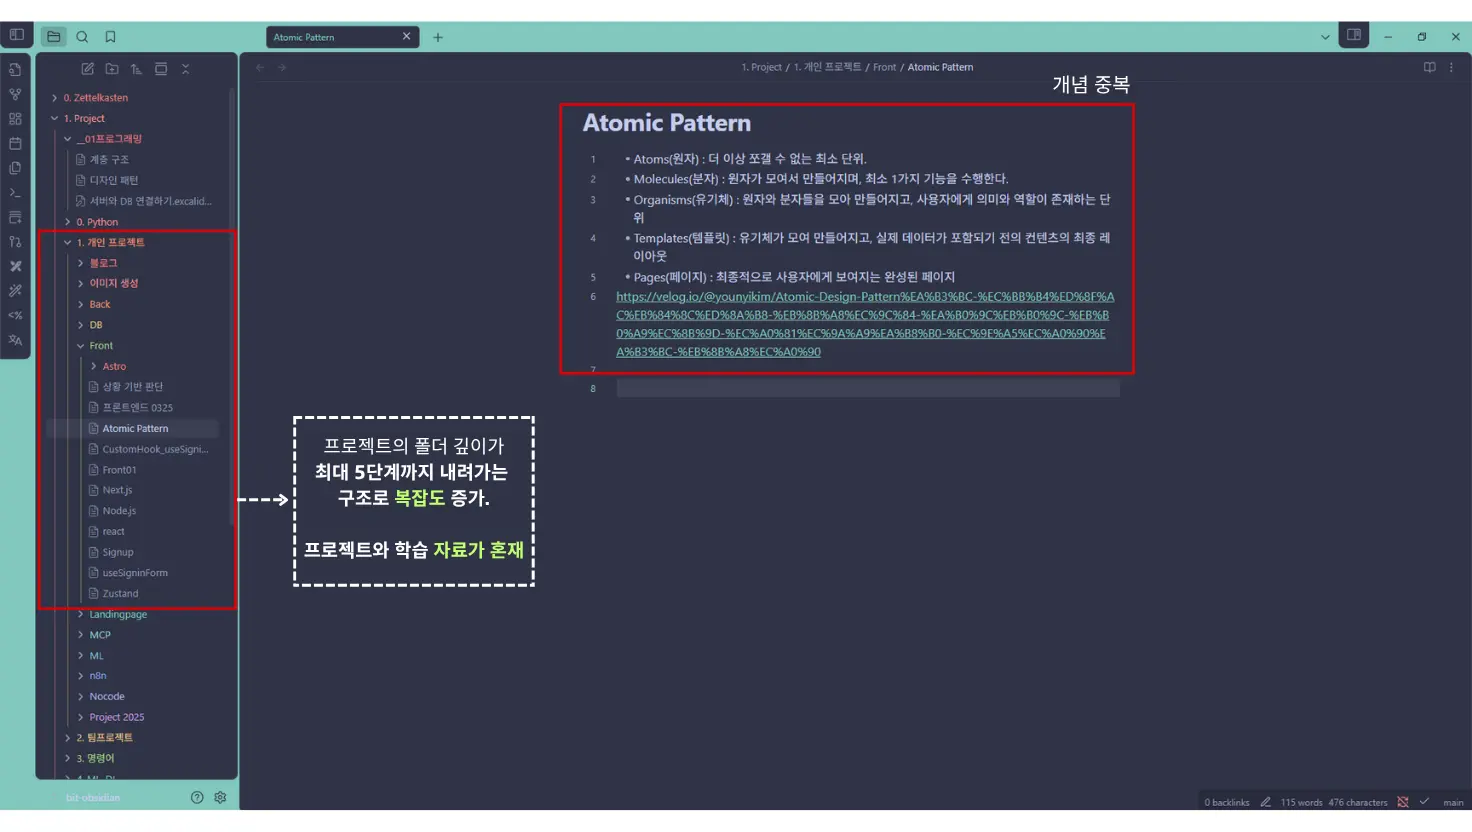 Atomic Pattern
0. Zettelkasten
1. Project
__01프로그래밍
계층 구조
디자인 패턴
서버와 DB 연결하기.excalid...
0. Python
1. 개인 프로젝트
블로그
이미지 생성
Back
DB
Front
Astro
상황 기반 판단
프론트엔드 0325
Atomic Pattern
CustomHook_useSigni...
Front01
Next.js
Node.js
react
Signup
useSigninForm
Zustand
Landingpage
MCP
ML
n8n
Nocode
Project 2025
2. 팀프로젝트
3. 명령어
4. ML, DL
bit-obsidian
프로젝트의 폴더 깊이가
최대 5단계까지 내려가는
구조로 복잡도 증가.
프로젝트와 학습 자료가 혼재
1. Project / 1. 개인 프로젝트 / Front / Atomic Pattern
개념 중복
Atomic Pattern
1 • Atoms(원자) : 더 이상 쪼갤 수 없는 최소 단위.
2 • Molecules(분자) : 원자가 모여서 만들어지며, 최소 1가지 기능을 수행한다.
3 • Organisms(유기체) : 원자와 분자들을 모아 만들어지고, 사용자에게 의미와 역할이 존재하는 단
위
4 • Templates(템플릿) : 유기체가 모여 만들어지고, 실제 데이터가 포함되기 전의 컨텐츠의 최종 레
이아웃
5 • Pages(페이지) : 최종적으로 사용자에게 보여지는 완성된 페이지
6 https://velog.io/@younyikim/Atomic-Design-Pattern%EA%B3%BC-%EC%BB%B4%ED%8F%A
C%EB%84%8C%ED%8A%B8-%EB%8B%A8%EC%9C%84-%EA%B0%9C%EB%B0%9C-%EB%B
0%A9%EC%8B%9D-%EC%A0%81%EC%9A%A9%EA%B8%B0-%EC%9E%A5%EC%A0%90%E
A%B3%BC-%EB%8B%A8%EC%A0%90
7
8
0 backlinks 115 words 476 characters main